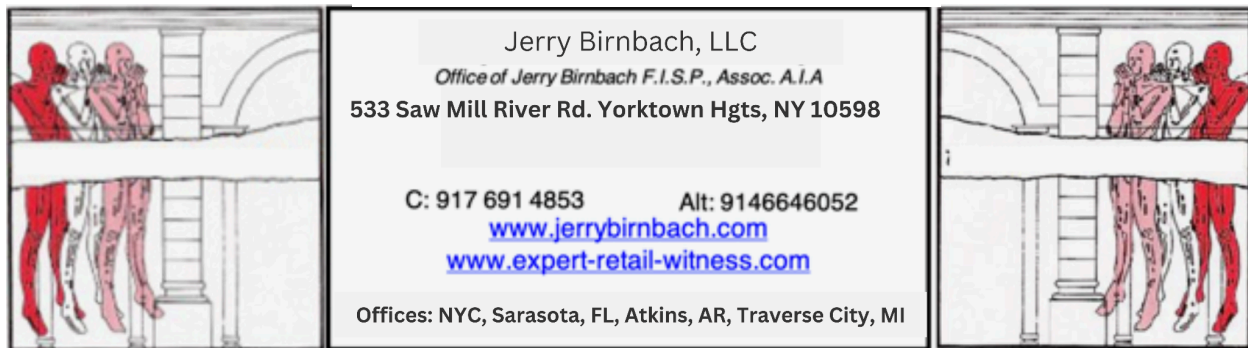 Jerry Birnbach, LLC
Office of Jerry Birnbach F.I.S.P., Assoc. A.I.A
533 Saw Mill River Rd. Yorktown Hgts, NY 10598
C: 917 691 4853 Alt: 9146646052
www.jerrybirnbach.com
www.expert-retail-witness.com
Offices: NYC, Sarasota, FL, Atkins, AR, Traverse City, MI